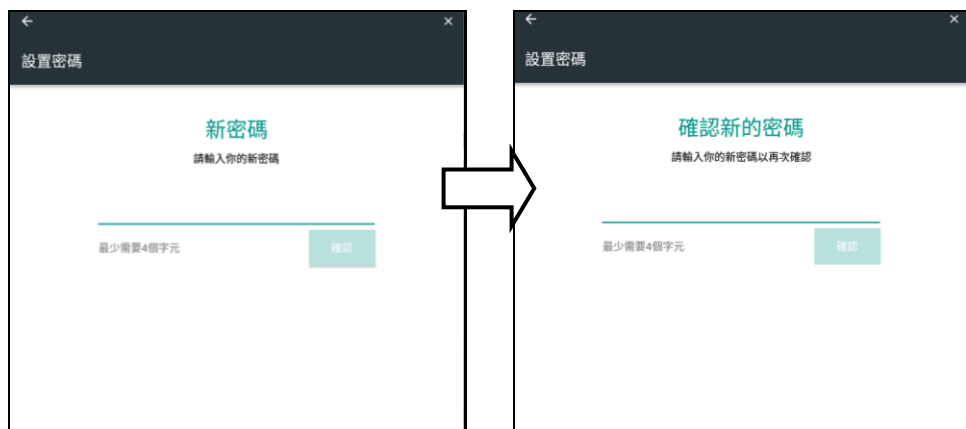 設置密碼
新密碼
請輸入你的新密碼
最少需要4個字元
確認
設置密碼
確認新的密碼
請輸入你的新密碼以再次確認
最少需要4個字元
確認